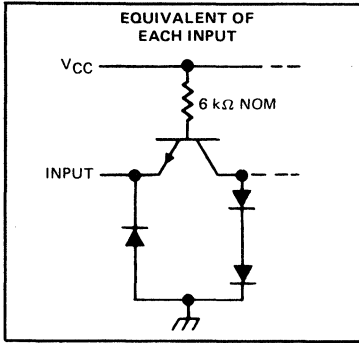 EQUIVALENT OF
EACH INPUT
VCC
6 kΩ NOM
INPUT